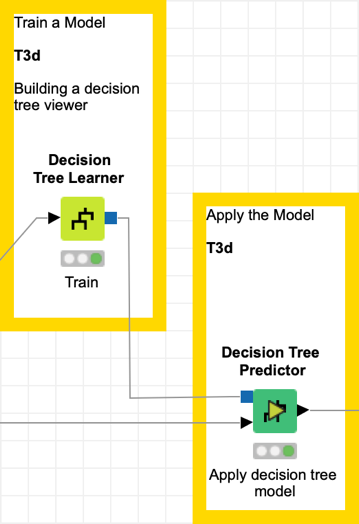 Train a Model
T3d
Building a decision
tree viewer
Decision
Tree Learner
Train
Apply the Model
T3d
Decision Tree
Predictor
Apply decision tree
model